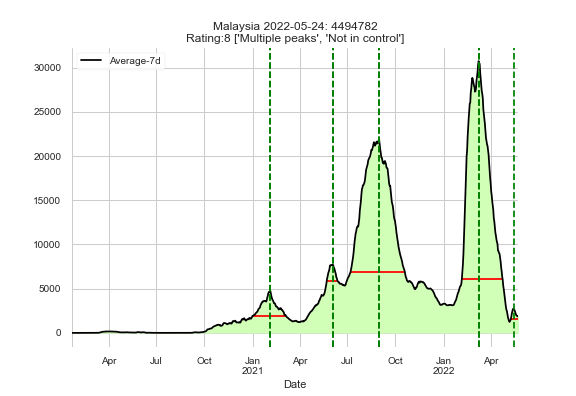 Malaysia 2022-05-24: 4494782
Rating:8 ['Multiple peaks', 'Not in control']
Average-7d
30000
25000
20000
15000
10000
5000
0
Apr Jul Oct Jan Apr Jul Oct Jan Apr
2021 2022
Date